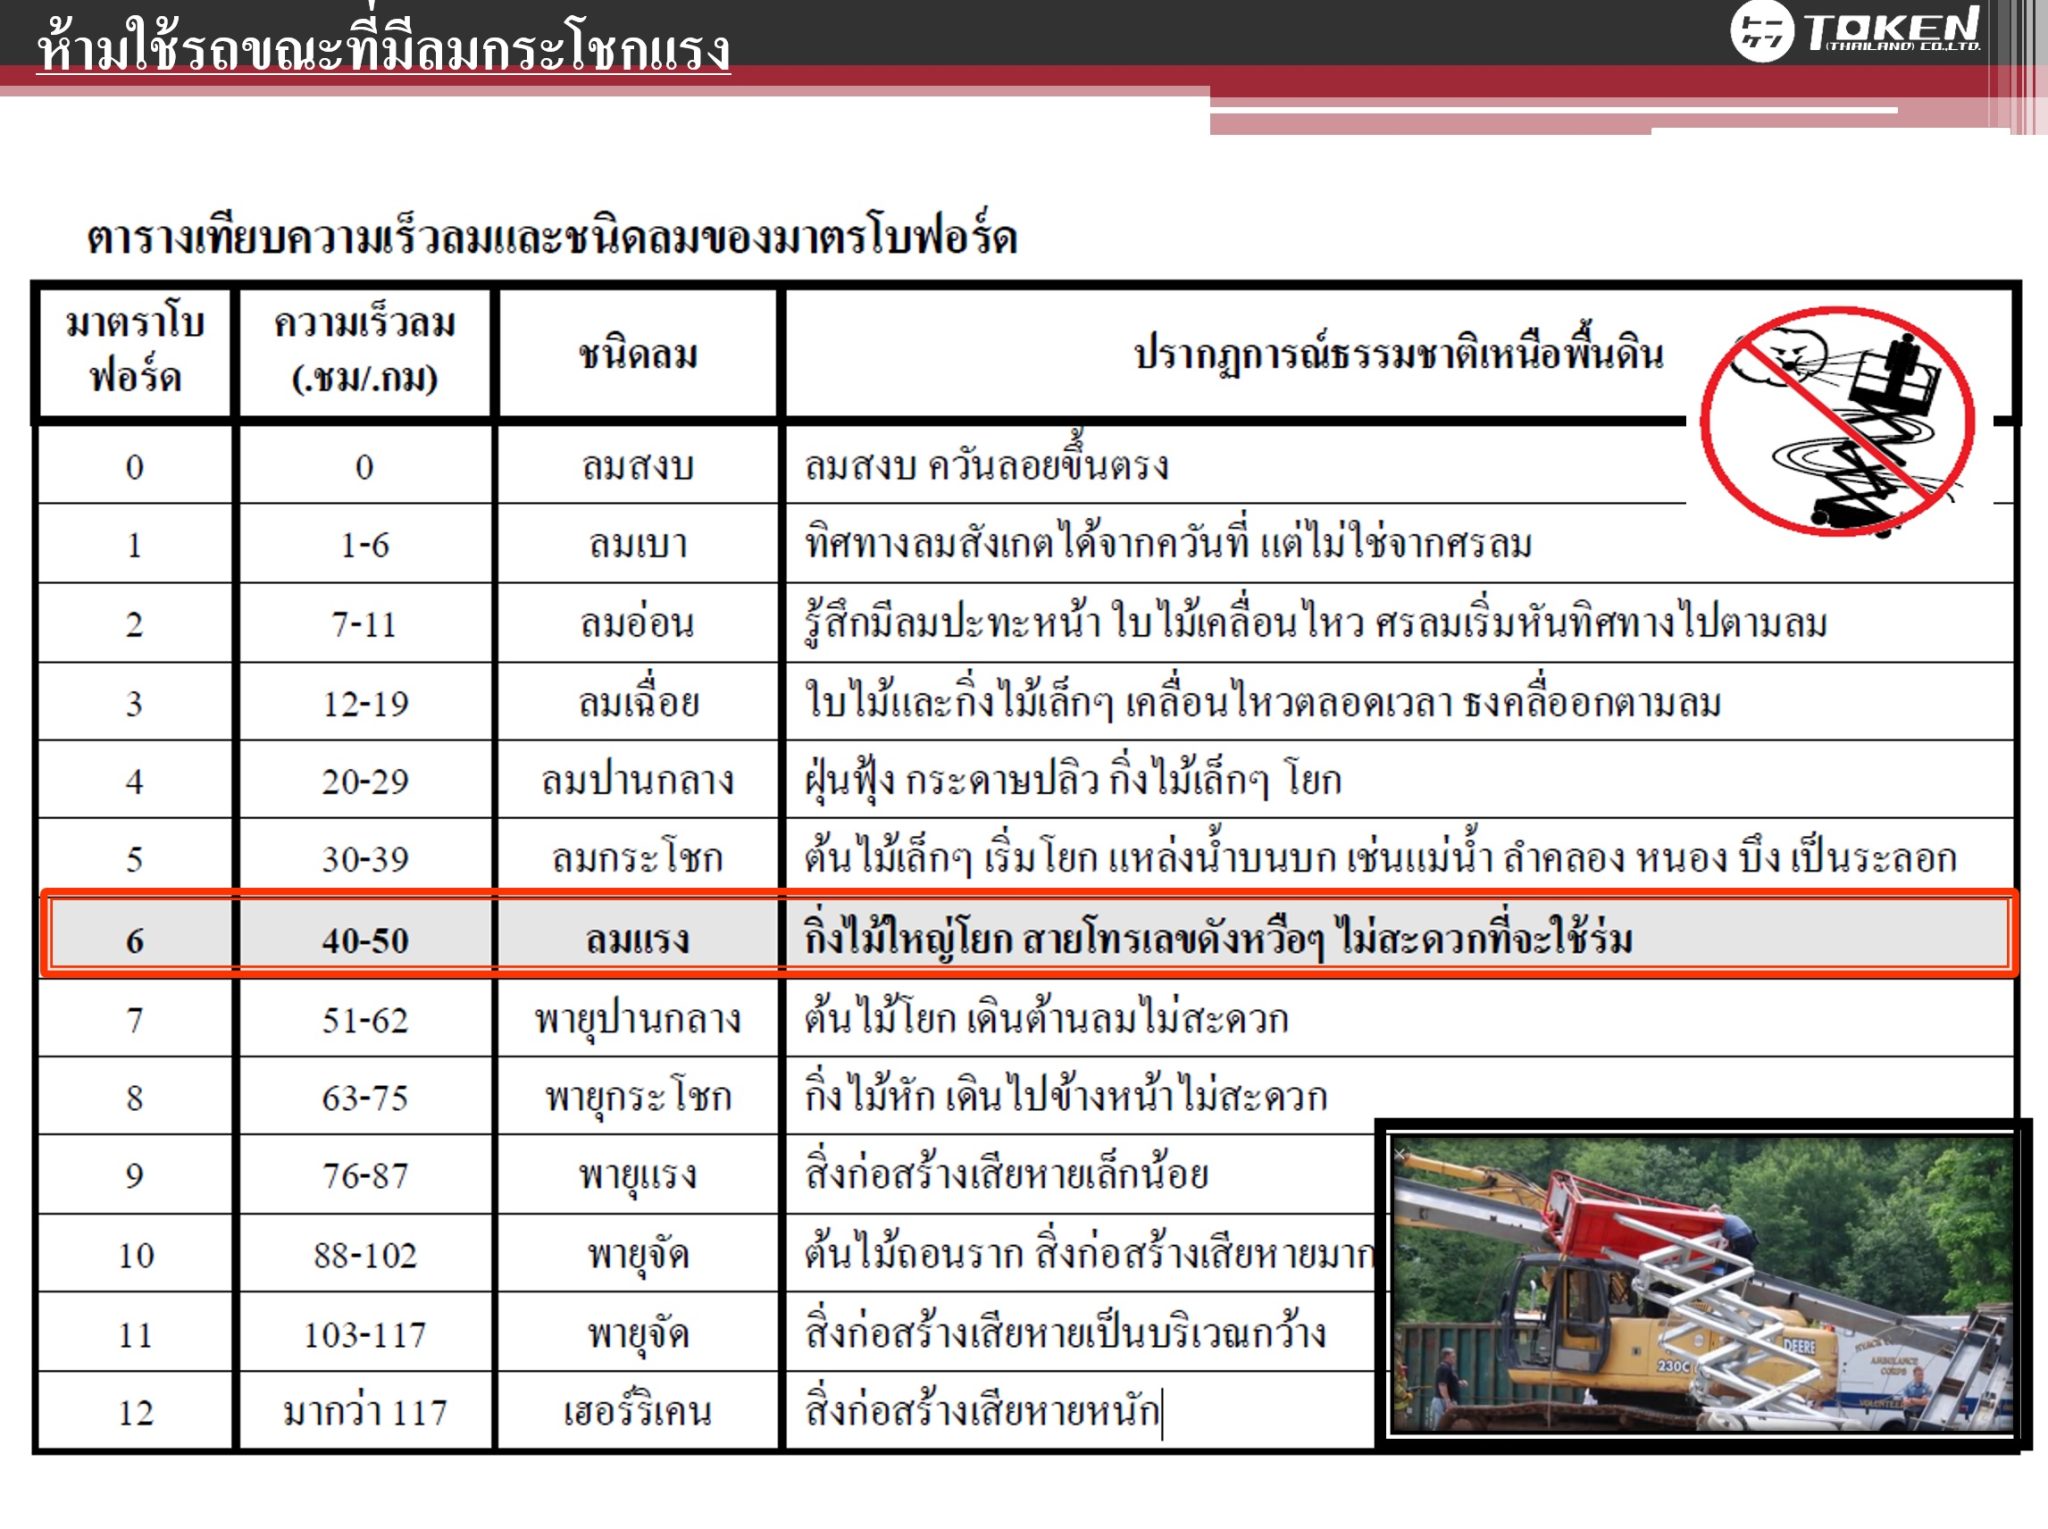 ห้ามใช้รถขณะที่มีลมกระโชกแรง
TOKEN
(THAILAND) CO.,LTD.
ตารางเทียบความเร็วลมและชนิดลมของมาตรโบฟอร์ด
มาตราโบฟอร์ด ความเร็วลม (.ชม/.กม) ชนิดลม ปรากฏการณ์ธรรมชาติเหนือพื้นดิน
0 0 ลมสงบ ลมสงบ ควันลอยขึ้นตรง
1 1-6 ลมเบา ทิศทางลมสังเกตได้จากควันที่ แต่ไม่ใช่จากศรลม
2 7-11 ลมอ่อน รู้สึกมีลมปะทะหน้า ใบไม้เคลื่อนไหว ศรลมเริ่มหันทิศทางไปตามลม
3 12-19 ลมเฉื่อย ใบไม้และกิ่งไม้เล็กๆ เคลื่อนไหวตลอดเวลา ธงคลื่ออกตามลม
4 20-29 ลมปานกลาง ฝุ่นฟุ้ง กระดาษปลิว กิ่งไม้เล็กๆ โยก
5 30-39 ลมกระโชก ต้นไม้เล็กๆ เริ่มโยก แหล่งน้ำบนบก เช่นแม่น้ำ ลำคลอง หนอง บึง เป็นระลอก
6 40-50 ลมแรง กิ่งไม้ใหญ่โยก สายโทรเลขดังหวือๆ ไม่สะดวกที่จะใช้ร่ม
7 51-62 พายุปานกลาง ต้นไม้โยก เดินต้านลมไม่สะดวก
8 63-75 พายุกระโชก กิ่งไม้หัก เดินไปข้างหน้าไม่สะดวก
9 76-87 พายุแรง สิ่งก่อสร้างเสียหายเล็กน้อย
10 88-102 พายุจัด ต้นไม้ถอนราก สิ่งก่อสร้างเสียหายมาก
11 103-117 พายุจัด สิ่งก่อสร้างเสียหายเป็นบริเวณกว้าง
12 มากว่า 117 เฮอร์ริเคน สิ่งก่อสร้างเสียหายหนัก
DEERE
230C
AMBULANCE
CORPS